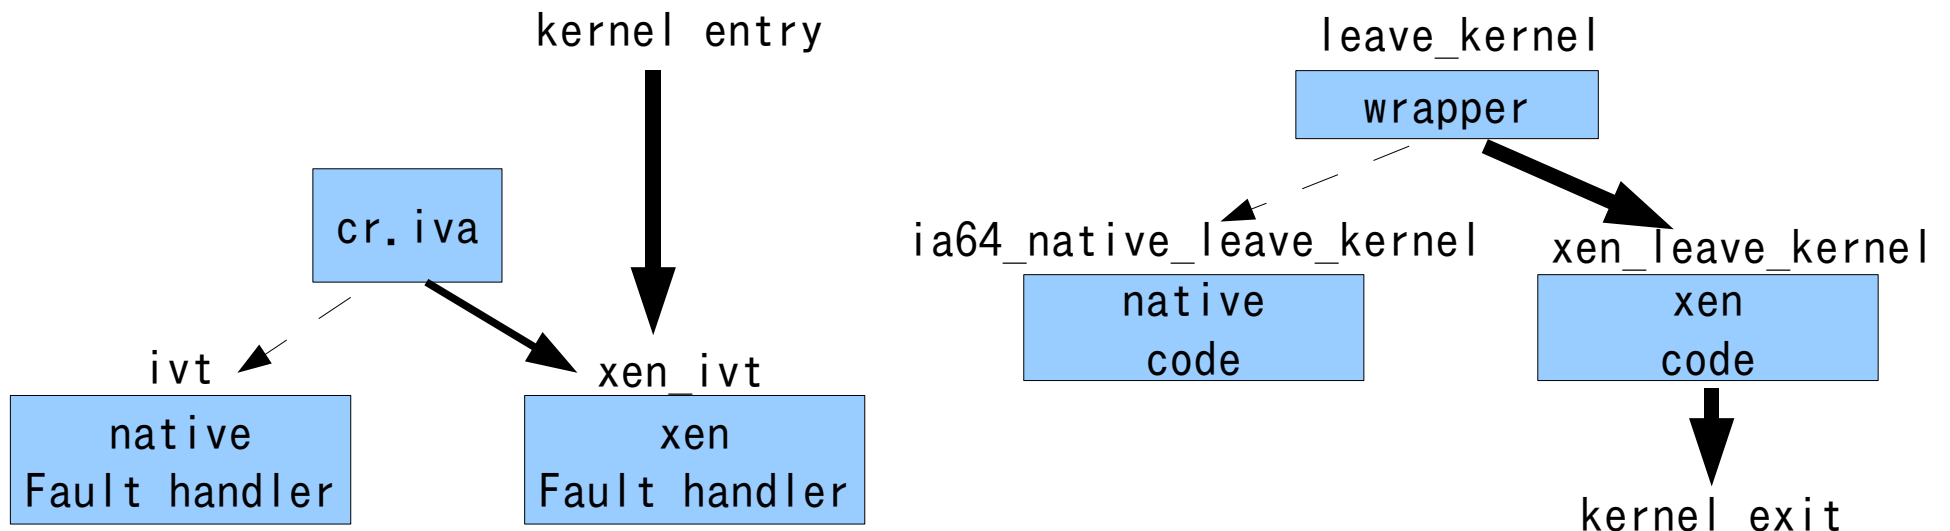 kernel entry
cr.iva
ivt
native
Fault handler
xen_ivt
xen
Fault handler
leave_kernel
wrapper
ia64_native_leave_kernel
native
code
xen_leave_kernel
xen
code
kernel exit